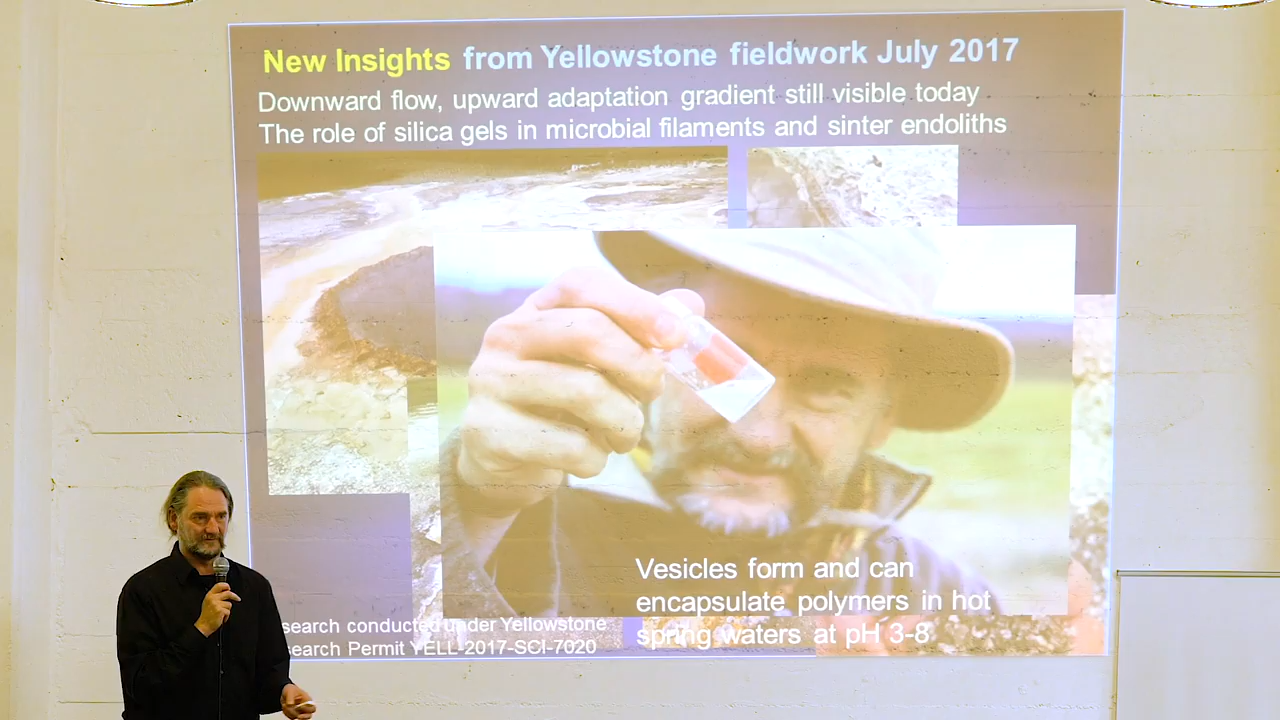 New Insights from Yellowstone fieldwork July 2017
Downward flow, upward adaptation gradient still visible today
The role of silica gels in microbial filaments and sinter endoliths
Vesicles form and can
encapsulate polymers in hot
spring waters at pH 3-8
search conducted under Yellowstone
search Permit YELL-2017-SCI-7020